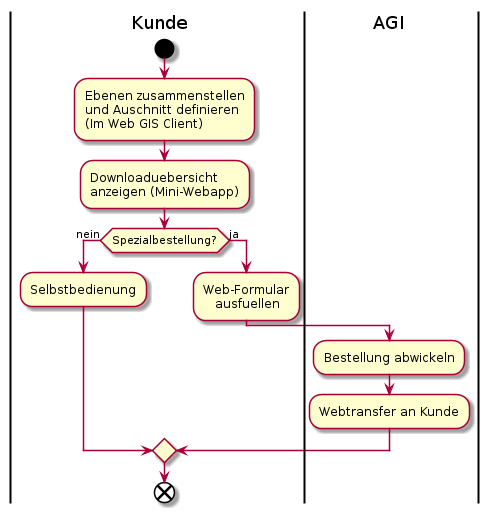 Kunde
AGI
Ebenen zusammenstellen
und Auschnitt definieren
(Im Web GIS Client)
Downloaduebersicht
anzeigen (Mini-Webapp)
nein
Spezialbestellung?
ja
Selbstbedienung
Web-Formular
ausfuellen
Bestellung abwickeln
Webtransfer an Kunde